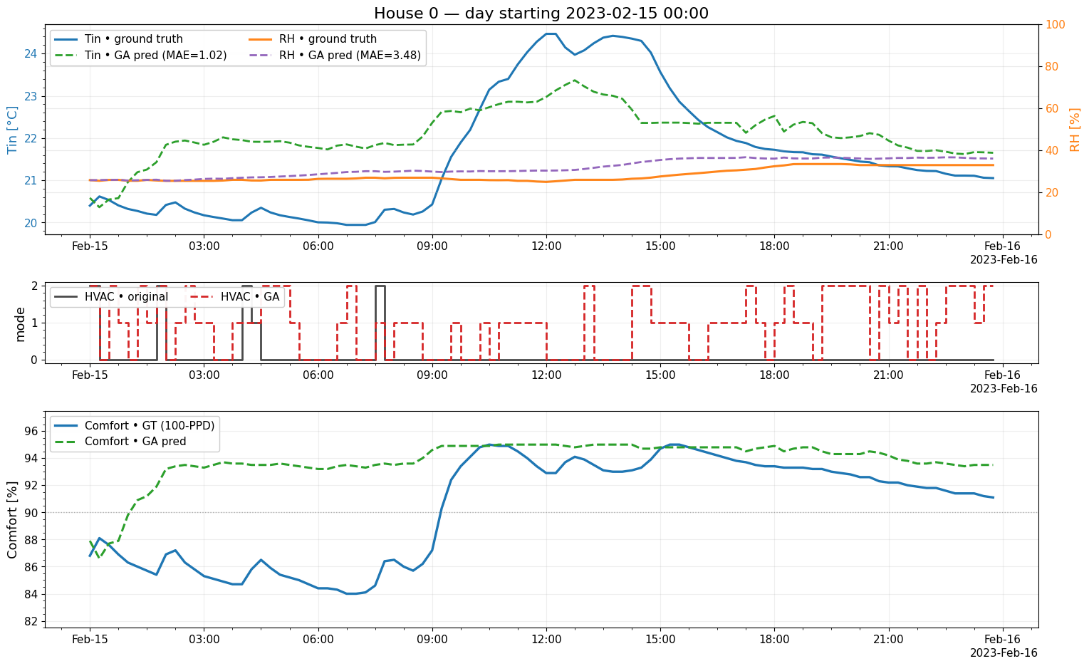 House 0 — day starting 2023-02-15 00:00
Tin • ground truth
Tin • GA pred (MAE=1.02)
RH • ground truth
RH • GA pred (MAE=3.48)
Tin [°C]
24
23
22
21
20
RH [%]
100
80
60
40
20
0
Feb-15 03:00 06:00 09:00 12:00 15:00 18:00 21:00 Feb-16
2023-Feb-16
HVAC • original
HVAC • GA
mode
2
1
0
Feb-15 03:00 06:00 09:00 12:00 15:00 18:00 21:00 Feb-16
2023-Feb-16
Comfort • GT (100-PPD)
Comfort • GA pred
Comfort [%]
96
94
92
90
88
86
84
82
Feb-15 03:00 06:00 09:00 12:00 15:00 18:00 21:00 Feb-16
2023-Feb-16